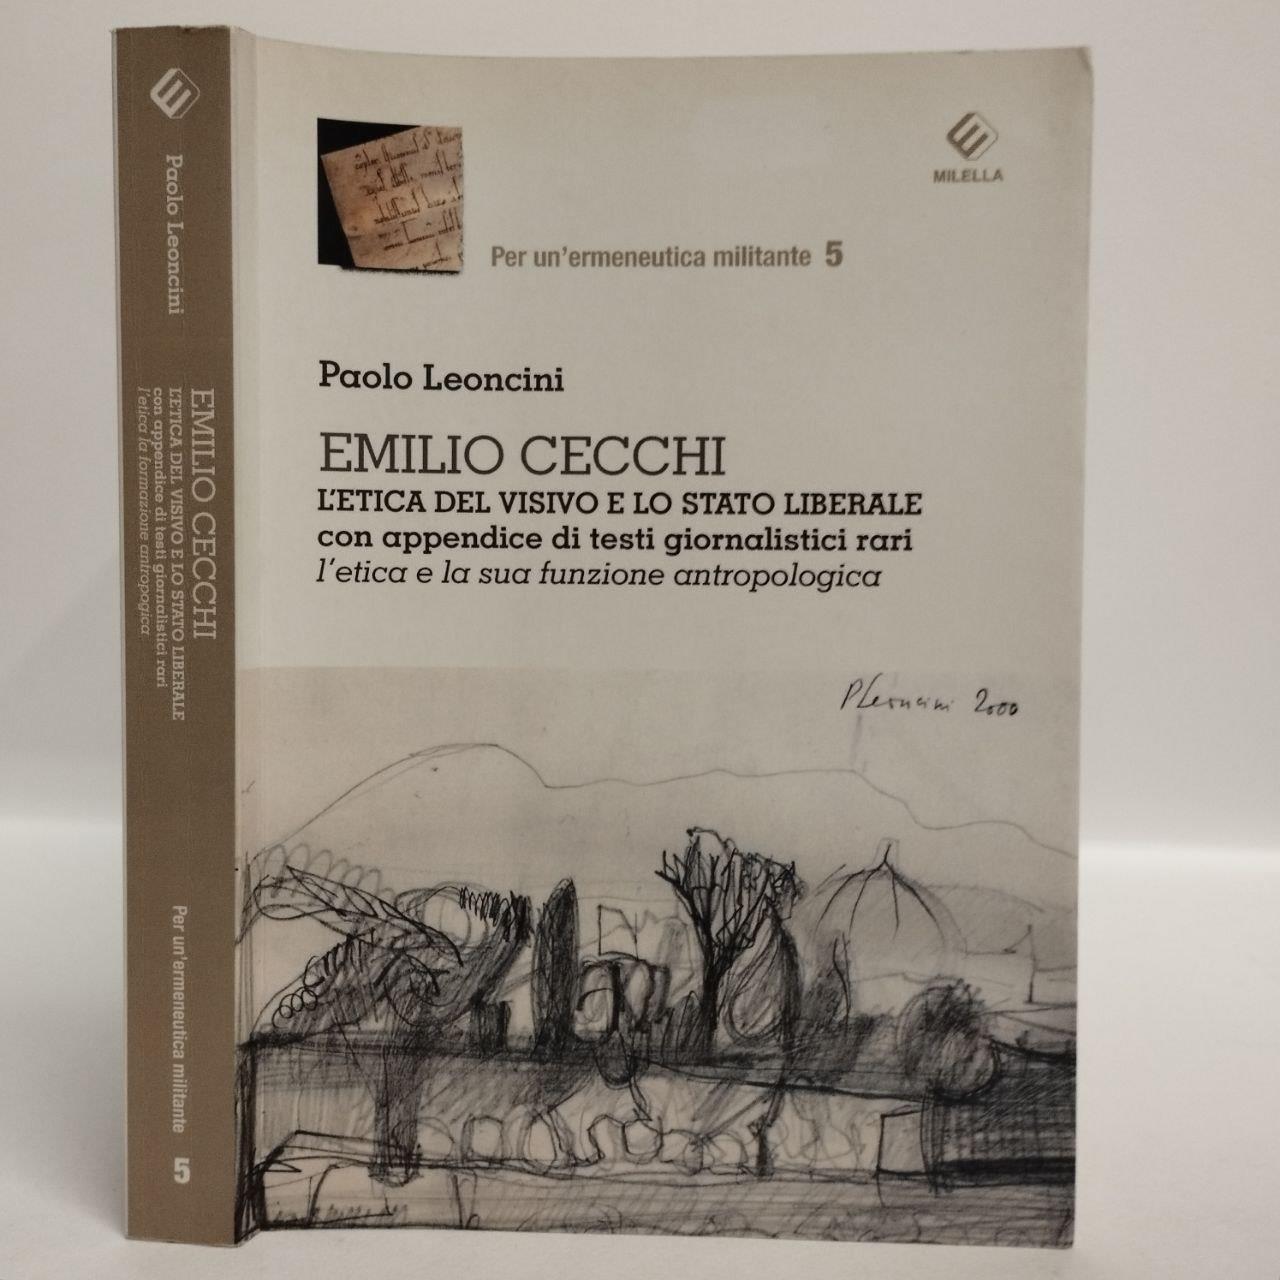 Paolo Leoncini
EMILIO CECCHI
L'ETICA DEL VISIVO E LO STATO LIBERALE
con appendice di testi giornalistici rari
l'etica la formazione antropogica
Per un'ermeneutica militante
5
MILELLA
Per un'ermeneutica militante 5
Paolo Leoncini
EMILIO CECCHI
L'ETICA DEL VISIVO E LO STATO LIBERALE
con appendice di testi giornalistici rari
l'etica e la sua funzione antropologica
PLeoncini 2000